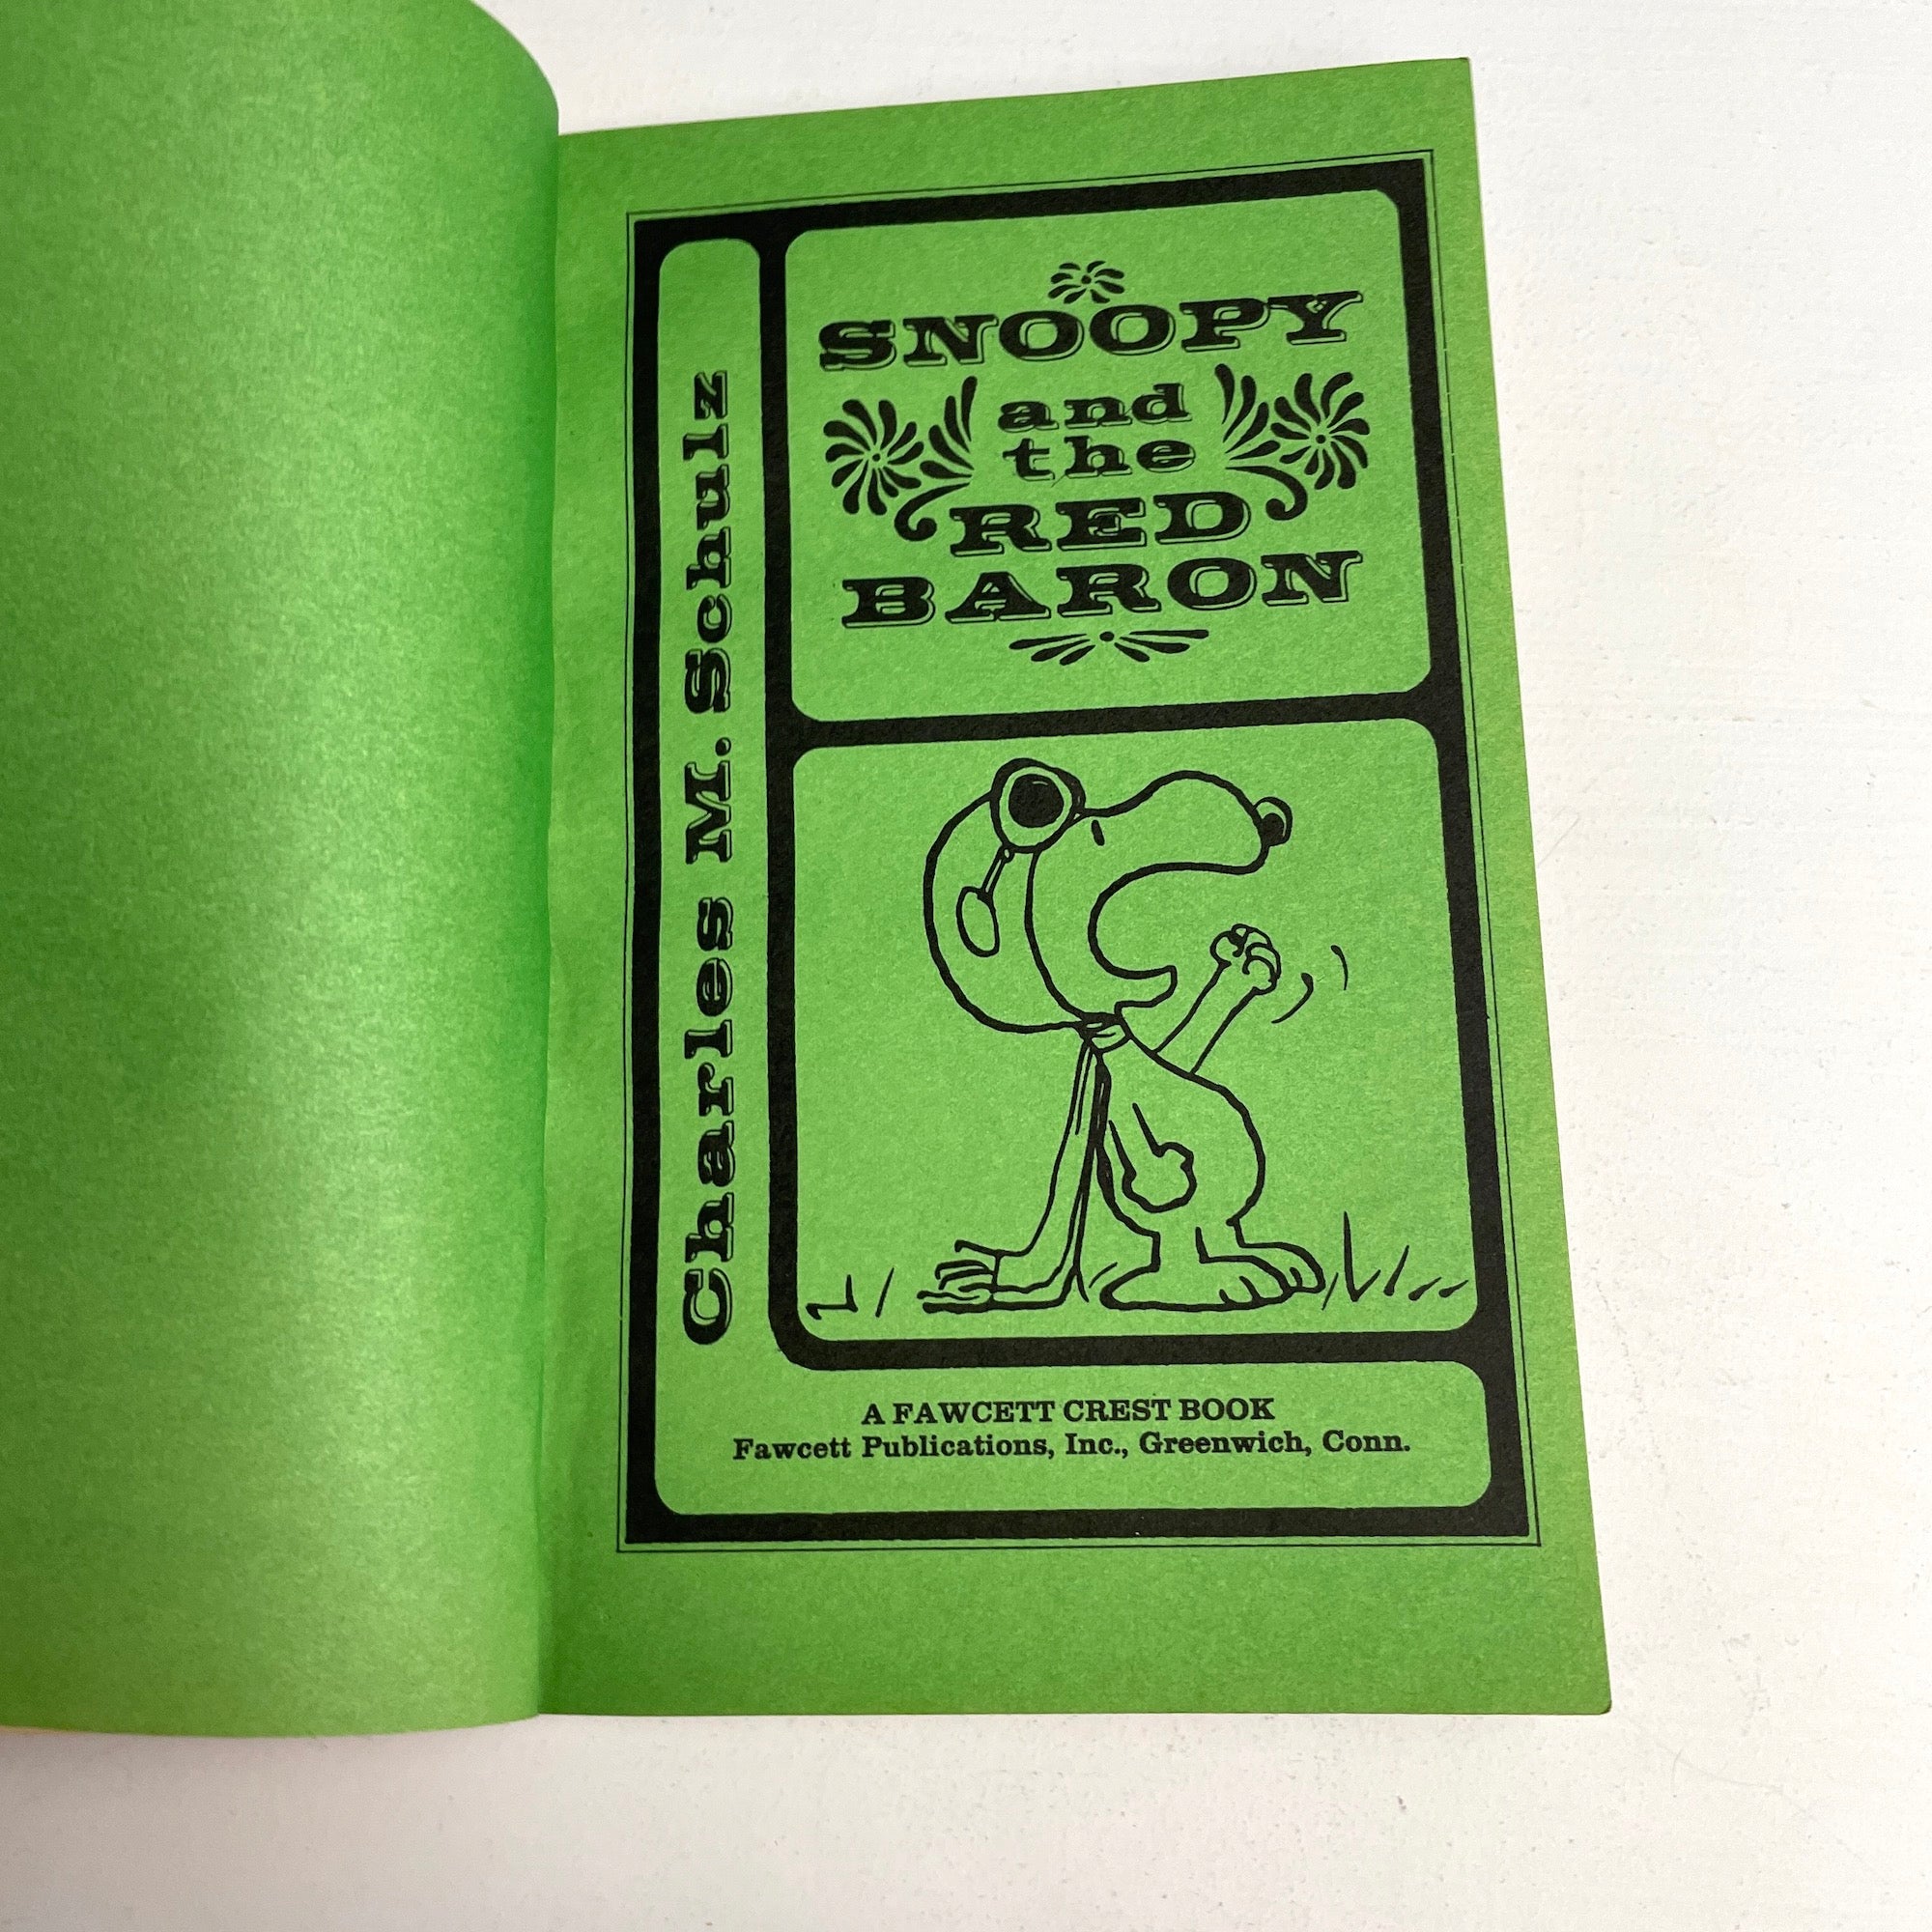 Charles M. Schulz
SNOOPY
and
the
RED
BARON
A FAWCETT CREST BOOK
Fawcett Publications, Inc., Greenwich, Conn.